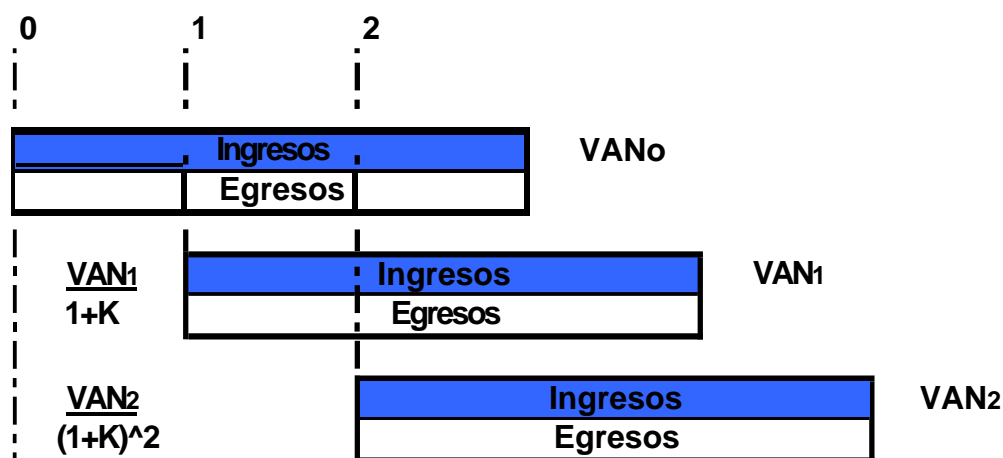 0 1 2
Ingresos VANo
Egresos
VAN1 Ingresos VAN1
1+K Egresos
VAN2 Ingresos VAN2
(1+K)^2 Egresos